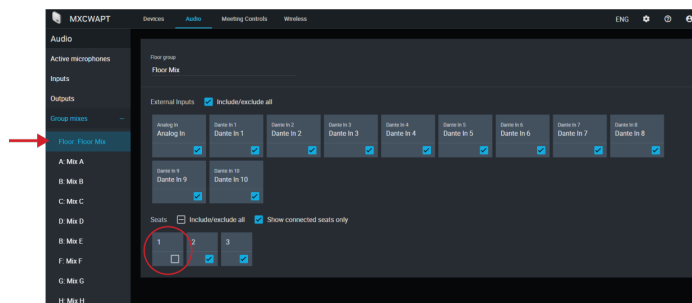 MXCWAPT
Devices
Audio
Meeting Controls
Wireless
ENG
Audio
Active microphones
Inputs
Outputs
Group mixes
Floor: Floor Mix
A: Mix A
B: Mix B
C: Mix C
D: Mix D
B: Mix E
F: Mix F
G: Mix G
H: Mix H
Floor group
Floor Mix
External Inputs Include/exclude all
Analog In
Analog In
Dante In 1
Dante In 1
Dante In 2
Dante In 2
Dante In 3
Dante In 3
Dante In 4
Dante In 4
Dante In 5
Dante In 5
Dante In 6
Dante In 6
Dante In 7
Dante In 7
Dante In 8
Dante In 8
Dante In 9
Dante In 9
Dante In 10
Dante In 10
Seats Include/exclude all Show connected seats only
1
2
3